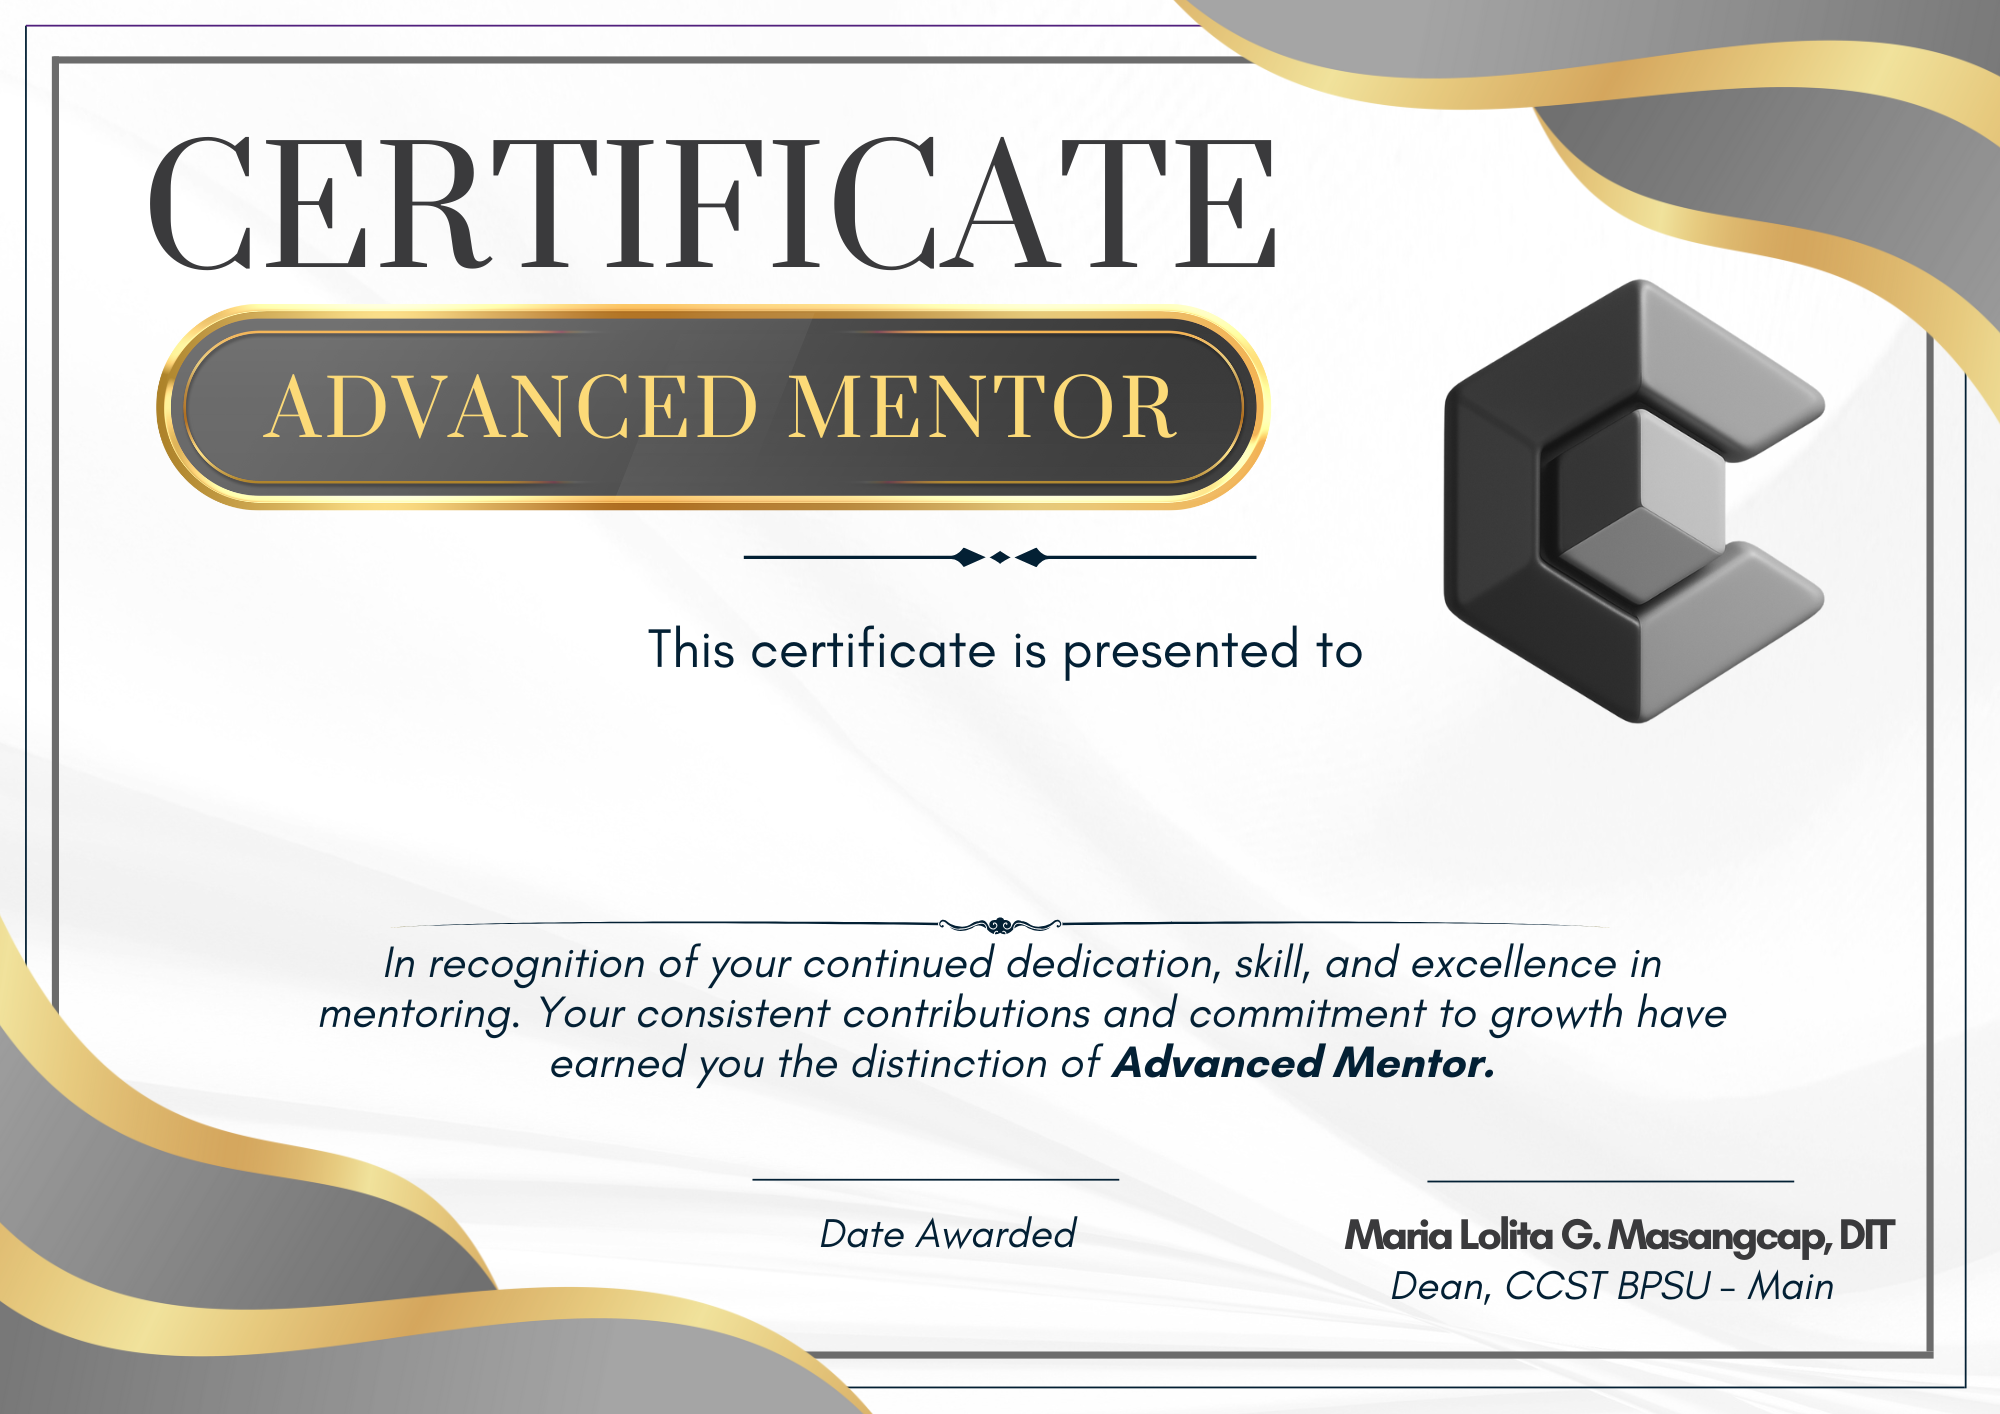 CERTIFICATE
ADVANCED MENTOR
This certificate is presented to
In recognition of your continued dedication, skill, and excellence in
mentoring. Your consistent contributions and commitment to growth have
earned you the distinction of Advanced Mentor.
Date Awarded
Maria Lolita G. Masangcap, DIT
Dean, CCST BPSU - Main